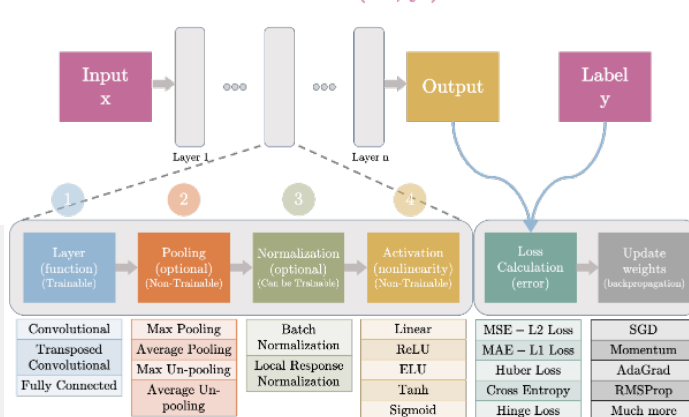 Input
x
Output
Label
y
Layer 1
Layer n
1
2
3
4
Layer
(function)
(Trainable)
Pooling
(optional)
(Non-Trainable)
Normalization
(optional)
(Can be Trainable)
Activation
(nonlinearity)
(Non-Trainable)
Loss
Calculation
(error)
Update
weights
(backpropagation)
Convolutional
Transposed
Convolutional
Fully Connected
Max Pooling
Average Pooling
Max Un-pooling
Average Un-
pooling
Batch
Normalization
Local Response
Normalization
Linear
ReLU
ELU
Tanh
Sigmoid
MSE – L2 Loss
MAE – L1 Loss
Huber Loss
Cross Entropy
Hinge Loss
SGD
Momentum
AdaGrad
RMSProp
Much more